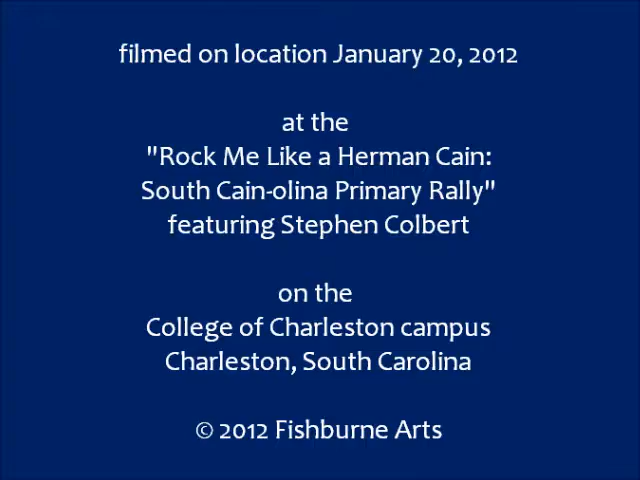 filmed on location January 20, 2012
at the
"Rock Me Like a Herman Cain:
South Cain-olina Primary Rally"
featuring Stephen Colbert
on the
College of Charleston campus
Charleston, South Carolina
© 2012 Fishburne Arts